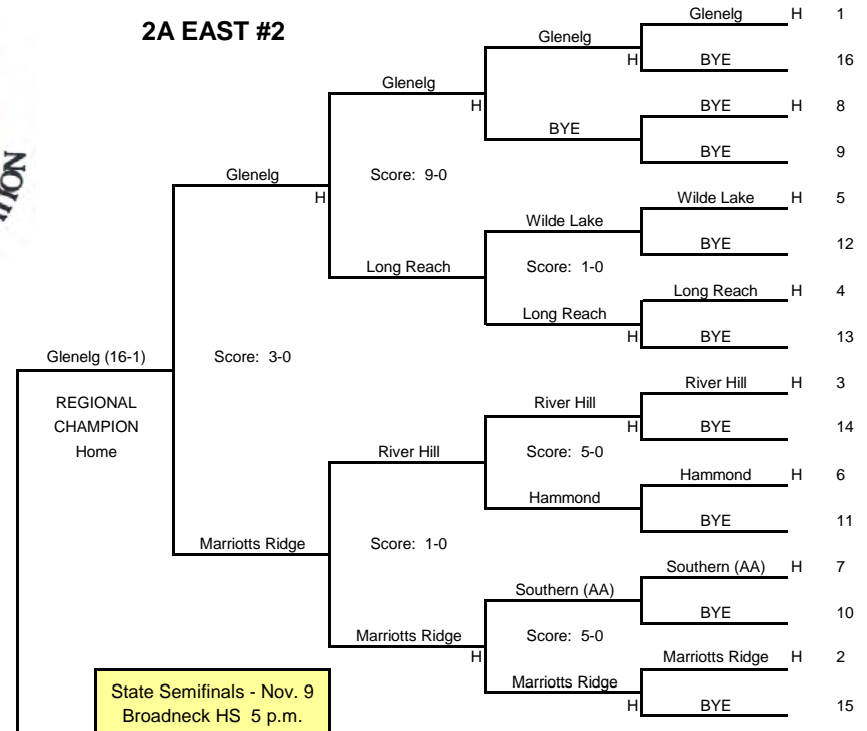 2A EAST #2
Glenelg H 1
Glenelg
H BYE 16
Glenelg
H BYE H 8
BYE
BYE 9
Glenelg Score: 9-0
H Wilde Lake H 5
Wilde Lake
BYE 12
Long Reach Score: 1-0
Long Reach H 4
Long Reach
H BYE 13
Glenelg (16-1) Score: 3-0
REGIONAL
CHAMPION
Home
River Hill H 3
River Hill
H BYE 14
River Hill Score: 5-0
Hammond H 6
Hammond
BYE 11
Marriotts Ridge Score: 1-0
Southern (AA) H 7
Southern (AA)
BYE 10
Marriotts Ridge Score: 5-0
H Marriotts Ridge H 2
Marriotts Ridge
H BYE 15
State Semifinals - Nov. 9
Broadneck HS 5 p.m.